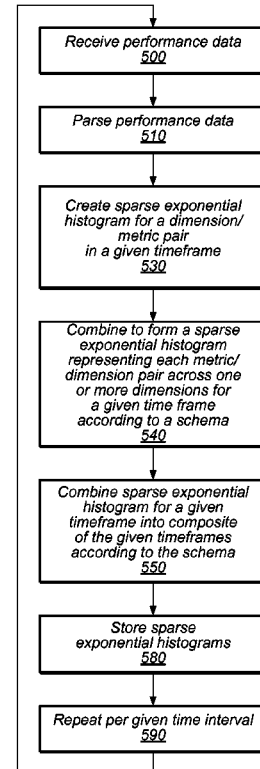 Receive performance data
500
Parse performance data
510
Create sparse exponential
histogram for a dimension/
metric pair
in a given timeframe
530
Combine to form a sparse
exponential histogram
representing each metric/
dimension pair across one
or more dimensions for
a given time frame
according to a schema
540
Combine sparse exponential
histogram for a given
timeframe into composite
of the given timeframes
according to the schema
550
Store sparse
exponential histograms
580
Repeat per given time interval
590